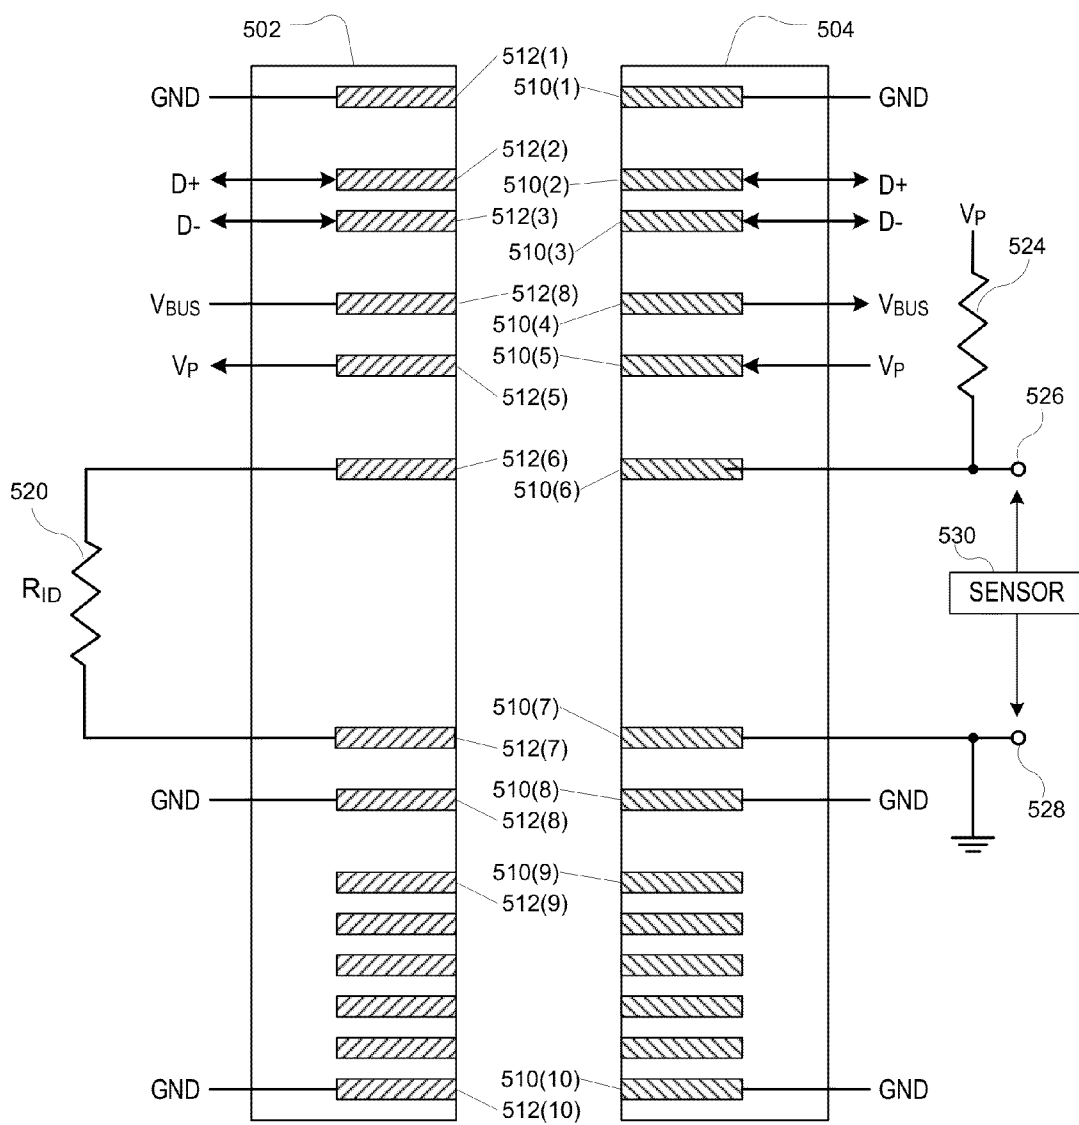 502
504
512(1)
510(1)
GND
GND
512(2)
510(2)
D+
D+
512(3)
D-
D-
510(3)
VP
524
512(8)
VBUS
510(4)
VBUS
510(5)
VP
VP
512(5)
526
512(6)
510(6)
520
530
RID
SENSOR
510(7)
512(7)
510(8)
GND
GND
512(8)
528
510(9)
512(9)
510(10)
GND
GND
512(10)